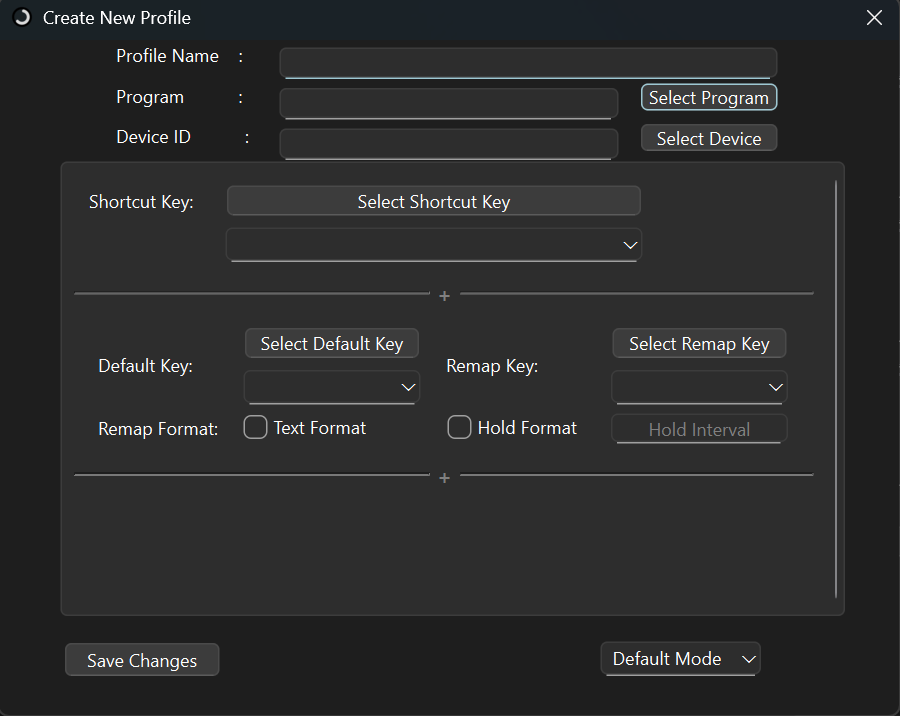 Create New Profile
Profile Name :
Program : Select Program
Device ID : Select Device
Shortcut Key: Select Shortcut Key
+
Select Default Key Select Remap Key
Default Key: Remap Key:
Remap Format: Text Format Hold Format Hold Interval
+
Save Changes Default Mode